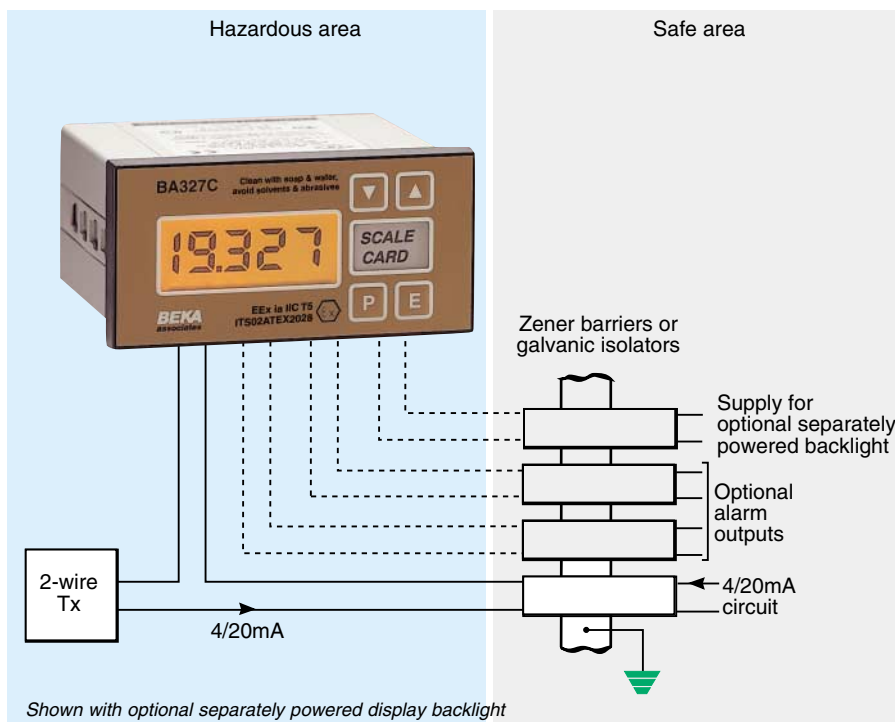 Hazardous area
Safe area
BA327C
Clean with soap & water,
avoid solvents & abrasives
19.327
SCALE
CARD
BEKA
associates
EEx ia IIC T5
ITS02ATEX2028
Ex
P
E
Zener barriers or
galvanic isolators
Supply for
optional separately
powered backlight
Optional
alarm
outputs
2-wire
Tx
4/20mA
4/20mA
circuit
Shown with optional separately powered display backlight